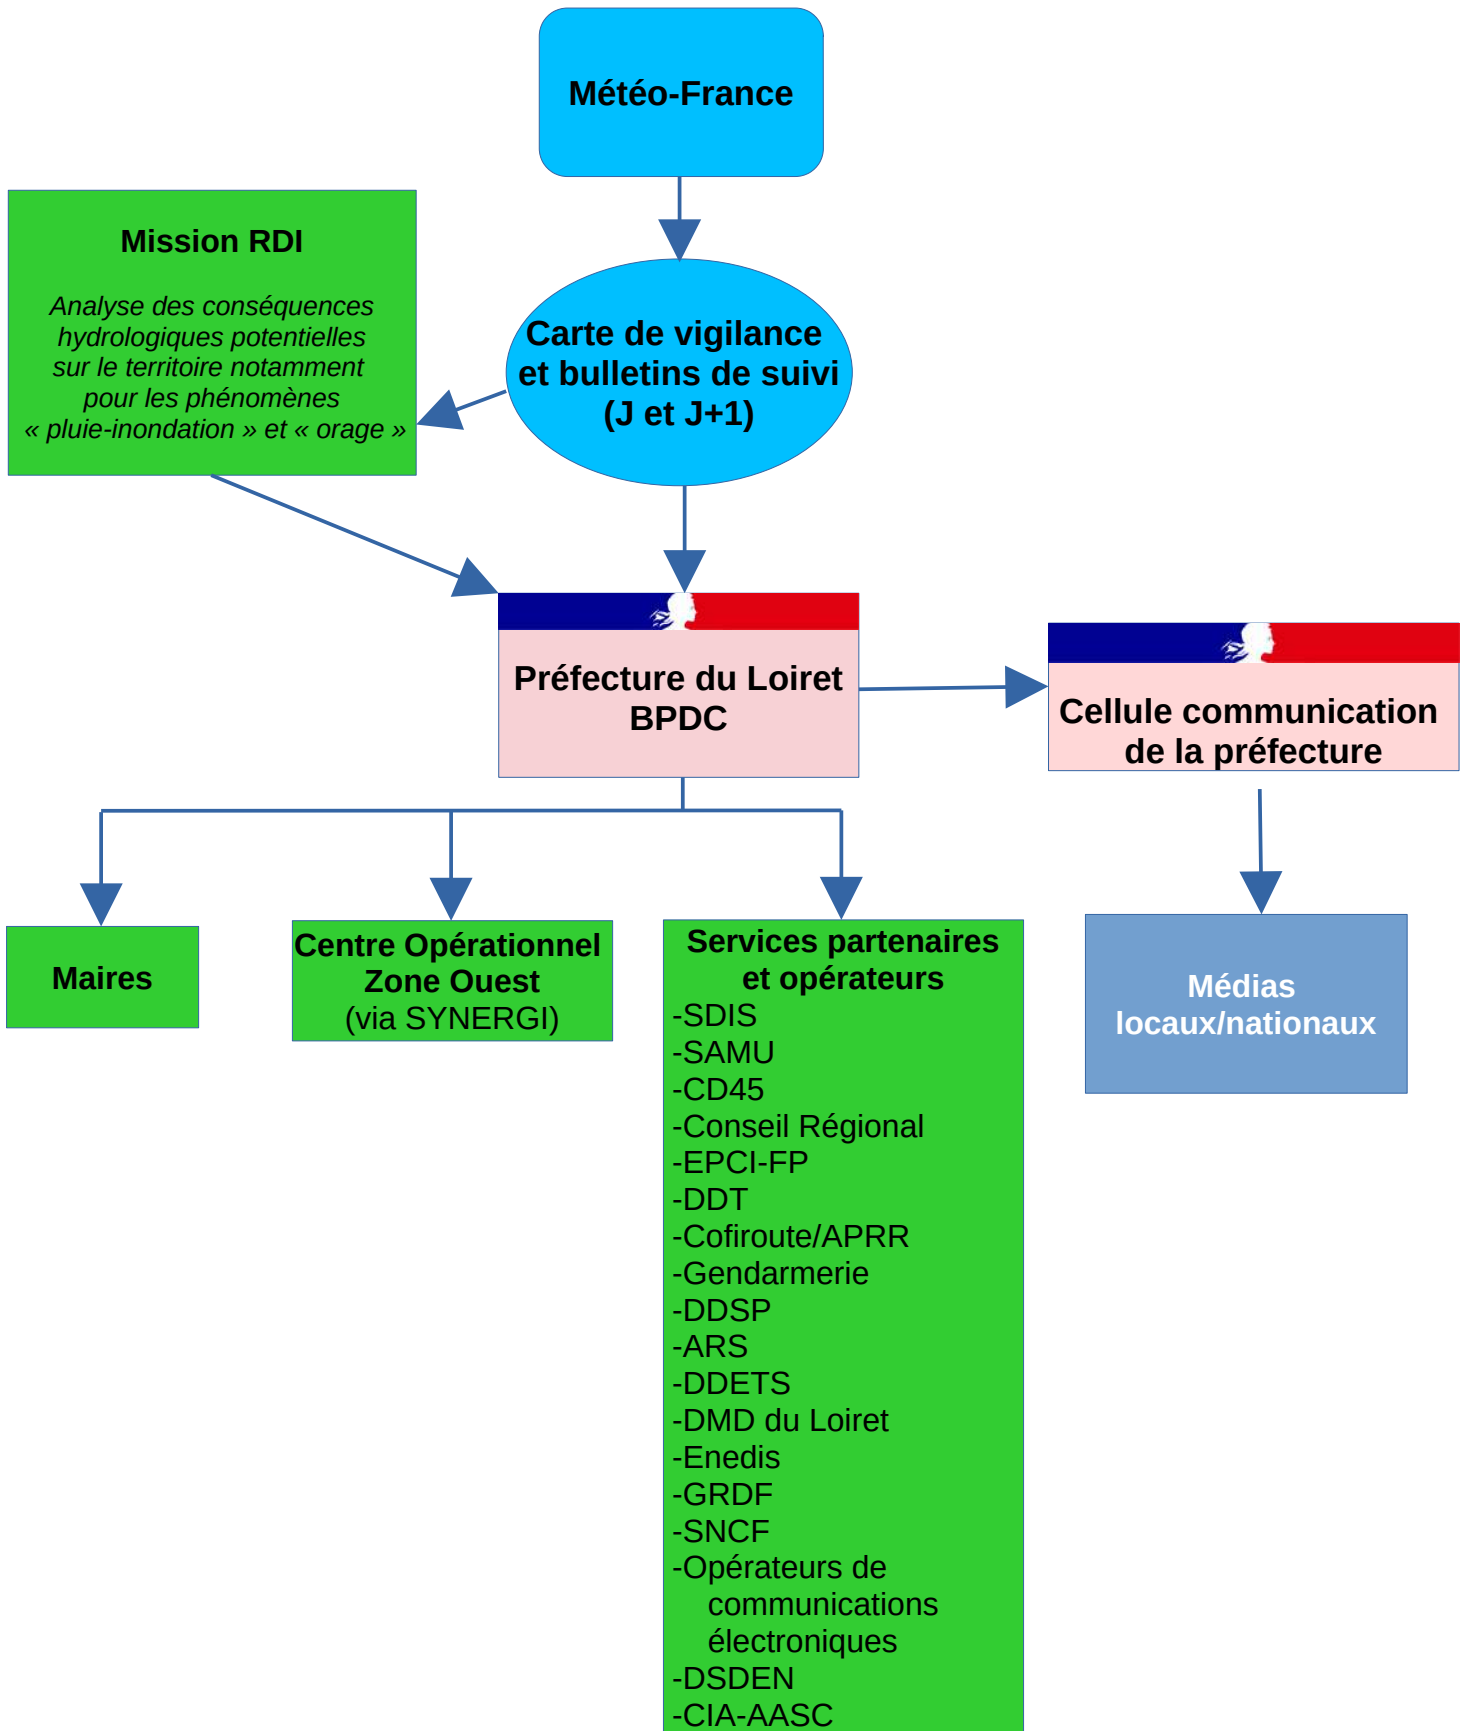 Météo-France
Mission RDI
Analyse des conséquences
hydrologiques potentielles
sur le territoire notamment
pour les phénomènes
« pluie-inondation » et « orage »
Carte de vigilance
et bulletins de suivi
(J et J+1)
Préfecture du Loiret
BPDC
Cellule communication
de la préfecture
Maires
Centre Opérationnel
Zone Ouest
(via SYNERGI)
Services partenaires
et opérateurs
-SDIS
-SAMU
-CD45
-Conseil Régional
-EPCI-FP
-DDT
-Cofiroute/APRR
-Gendarmerie
-DDSP
-ARS
-DDETS
-DMD du Loiret
-Enedis
-GRDF
-SNCF
-Opérateurs de
communications
électroniques
-DSDEN
-CIA-AASC
Médias
locaux/nationaux